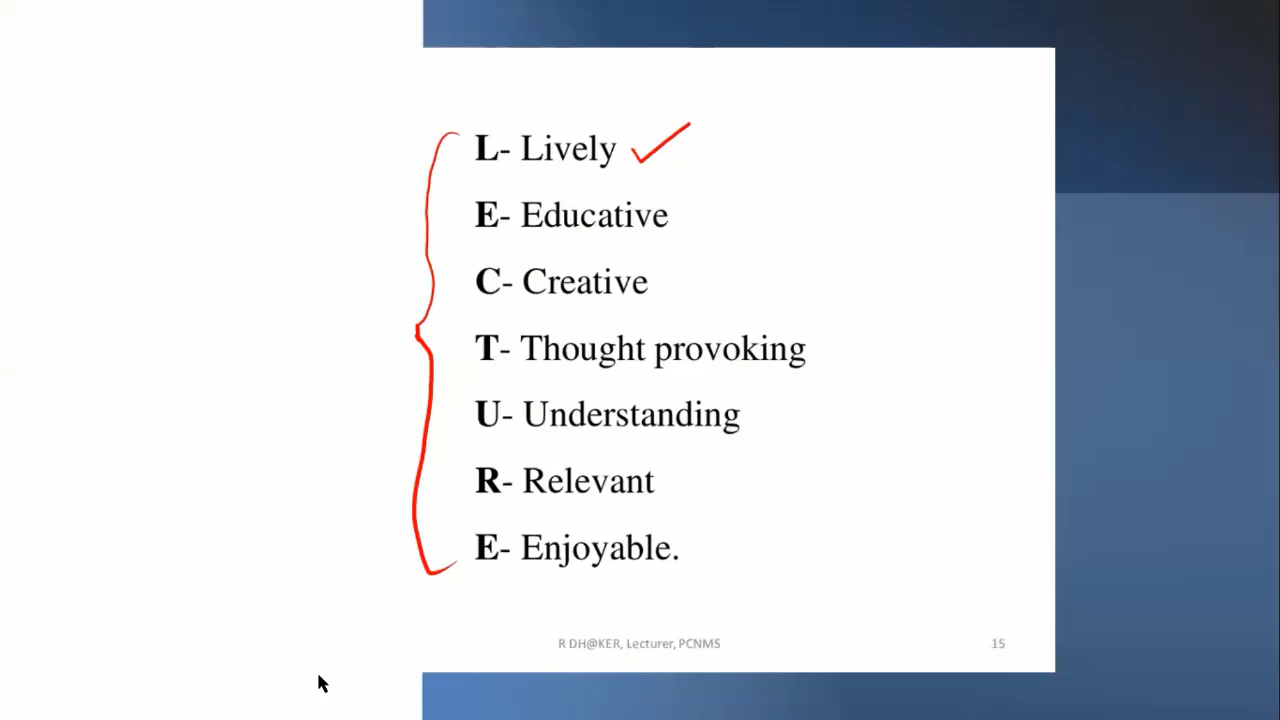 L- Lively
E- Educative
C- Creative
T- Thought provoking
U- Understanding
R- Relevant
E- Enjoyable.
R DH@KER, Lecturer, PCNMS
15